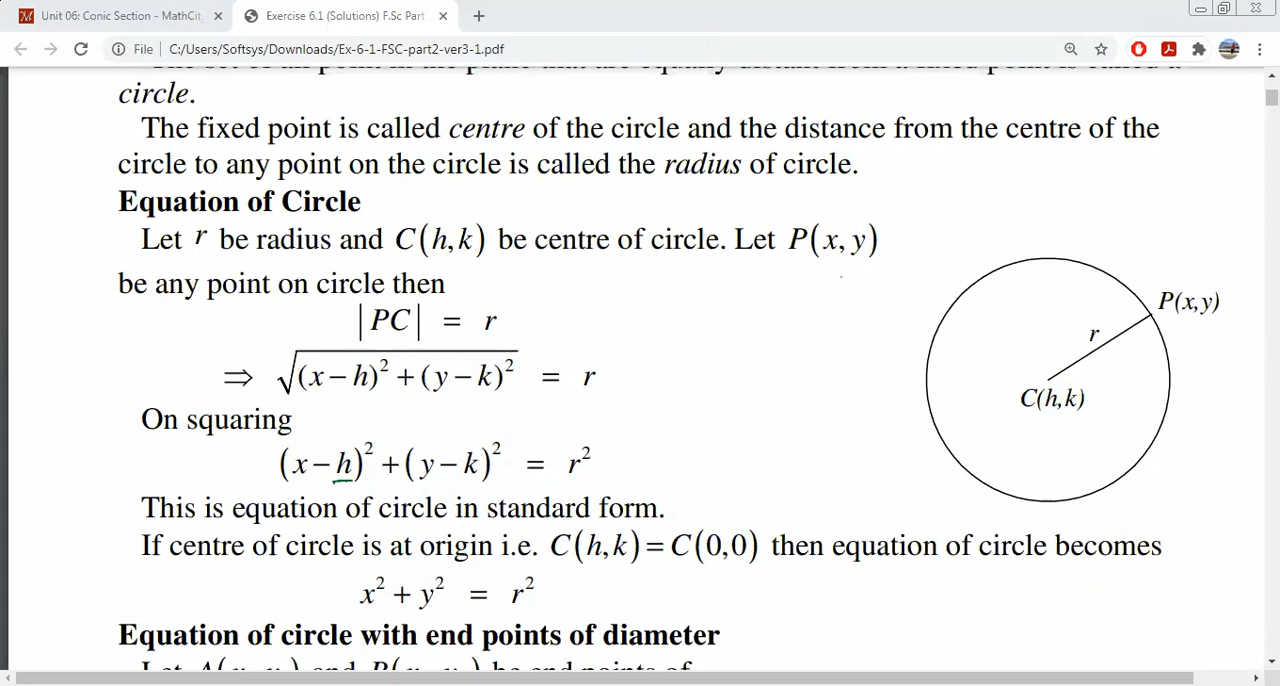 Unit 06: Conic Section - MathCit
Exercise 6.1 (Solutions) F.Sc Part
File C:/Users/Softsys/Downloads/Ex-6-1-FSC-part2-ver3-1.pdf
circle.
The fixed point is called centre of the circle and the distance from the centre of the
circle to any point on the circle is called the radius of circle.
Equation of Circle
Let r be radius and C(h,k) be centre of circle. Let P(x, y)
be any point on circle then
|PC| = r
⇒ √((x−h)² + (y−k)²) = r
On squaring
(x−h)² + (y−k)² = r²
This is equation of circle in standard form.
If centre of circle is at origin i.e. C(h,k) = C(0,0) then equation of circle becomes
x² + y² = r²
Equation of circle with end points of diameter
P(x,y)
r
C(h,k)